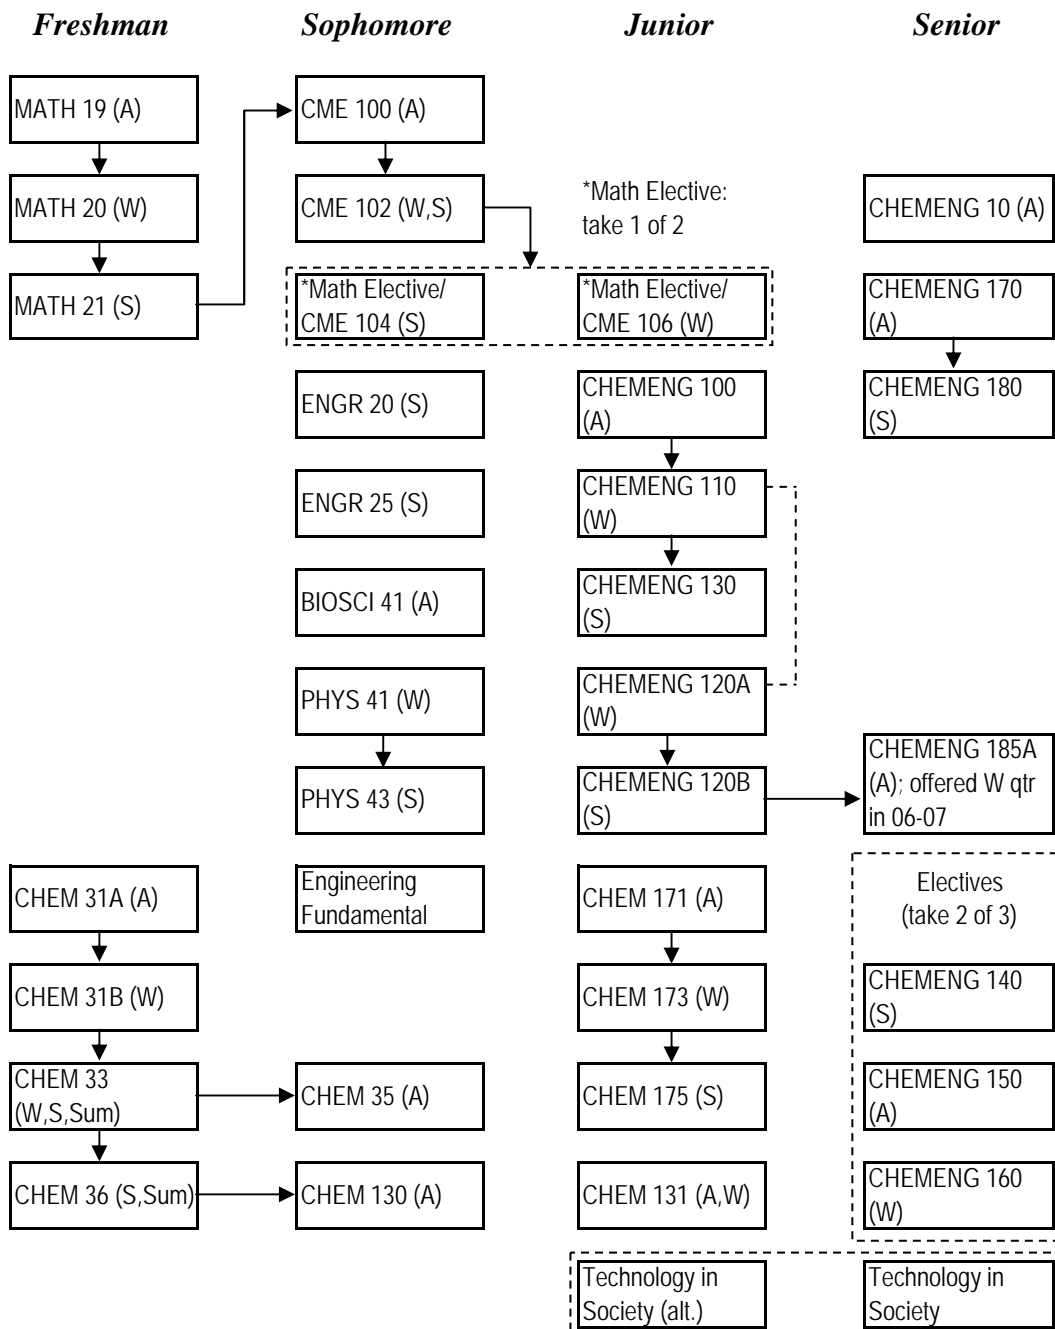 Freshman
Sophomore
Junior
Senior
MATH 19 (A)
CME 100 (A)
MATH 20 (W)
CME 102 (W,S)
*Math Elective:
take 1 of 2
CHEMENG 10 (A)
MATH 21 (S)
*Math Elective/
CME 104 (S)
*Math Elective/
CME 106 (W)
CHEMENG 170
(A)
ENGR 20 (S)
CHEMENG 100
(A)
CHEMENG 180
(S)
ENGR 25 (S)
CHEMENG 110
(W)
BIOSCI 41 (A)
CHEMENG 130
(S)
PHYS 41 (W)
CHEMENG 120A
(W)
PHYS 43 (S)
CHEMENG 120B
(S)
CHEMENG 185A
(A); offered W qtr
in 06-07
CHEM 31A (A)
Engineering
Fundamental
CHEM 171 (A)
Electives
(take 2 of 3)
CHEM 31B (W)
CHEM 173 (W)
CHEMENG 140
(S)
CHEM 33
(W,S,Sum)
CHEM 35 (A)
CHEM 175 (S)
CHEMENG 150
(A)
CHEM 36 (S,Sum)
CHEM 130 (A)
CHEM 131 (A,W)
CHEMENG 160
(W)
Technology in
Society (alt.)
Technology in
Society